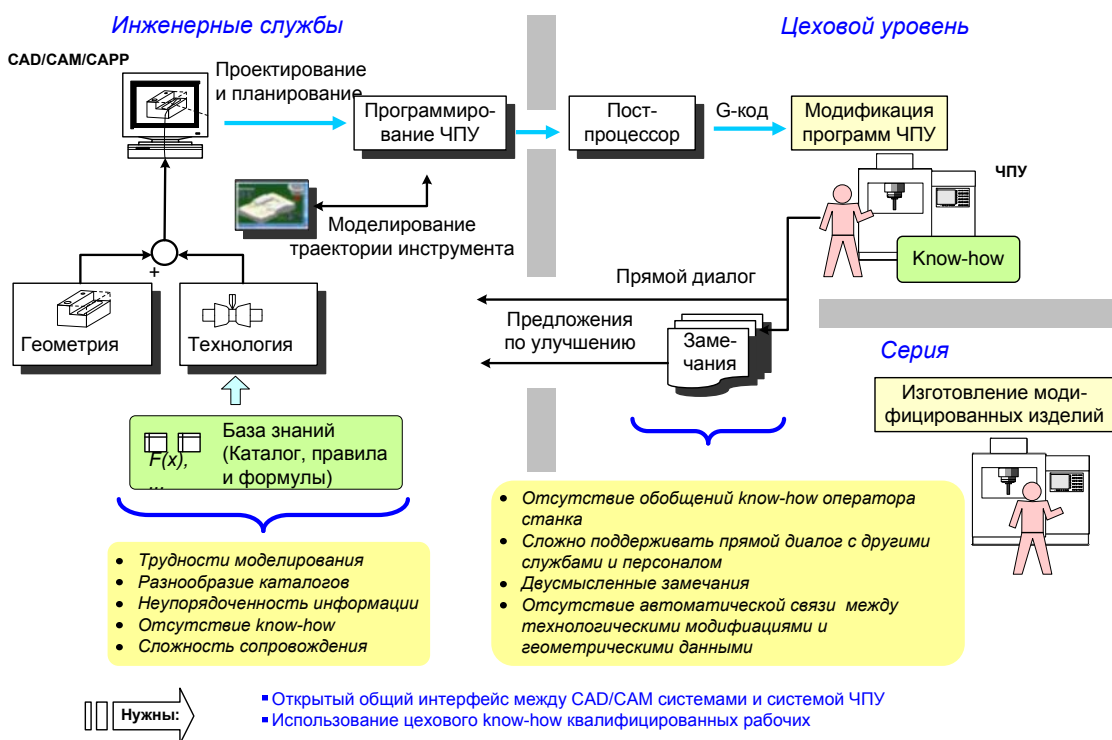 Инженерные службы
Цеховой уровень
CAD/CAM/CAPP
Проектирование
и планирование
Программиро-
вание ЧПУ
Пост-
процессор
G-код
Модификация
программ ЧПУ
ЧПУ
Моделирование
траектории инструмента
+
Know-how
Прямой диалог
Геометрия
Технология
Предложения
по улучшению
Заме-
чания
Серия
Изготовление моди-
фицированных изделий
F(x),
...
База знаний
(Каталог, правила
и формулы)
• Трудности моделирования
• Разнообразие каталогов
• Неупорядоченность информации
• Отсутствие know-how
• Сложность сопровождения
• Отсутствие обобщений know-how оператора
станка
• Сложно поддерживать прямой диалог с другими
службами и персоналом
• Двусмысленные замечания
• Отсутствие автоматической связи между
технологическими модифиациями и
геометрическими данными
Нужны:
▪ Открытый общий интерфейс между CAD/CAM системами и системой ЧПУ
▪ Использование цехового know-how квалифицированных рабочих